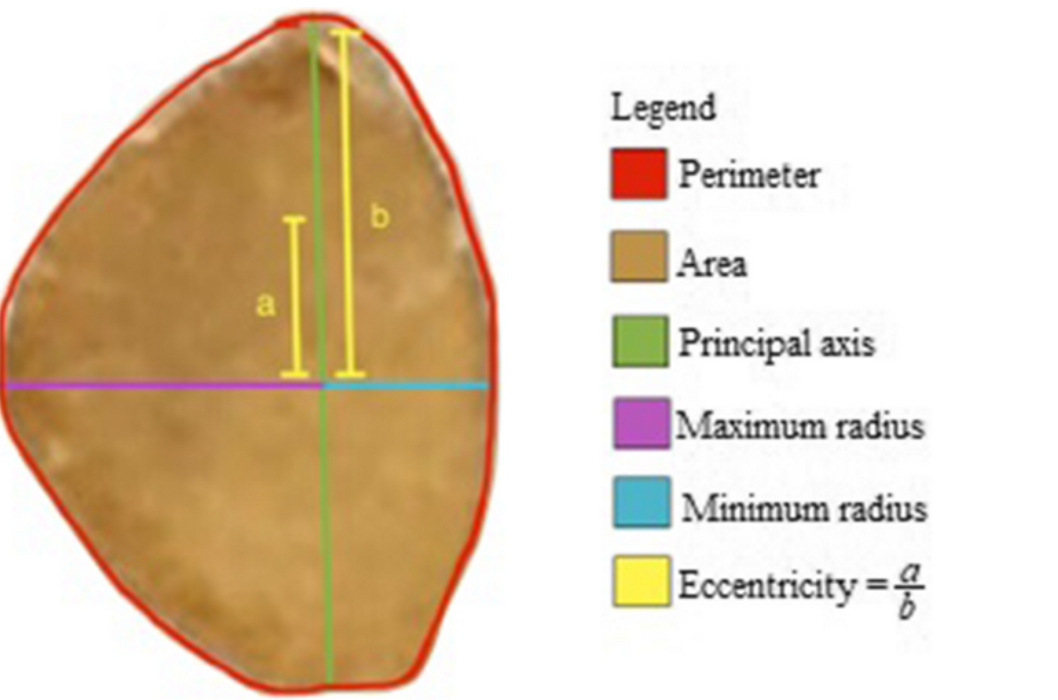 a
b
Legend
Perimeter
Area
Principal axis
Maximum radius
Minimum radius
Eccentricity = a/b